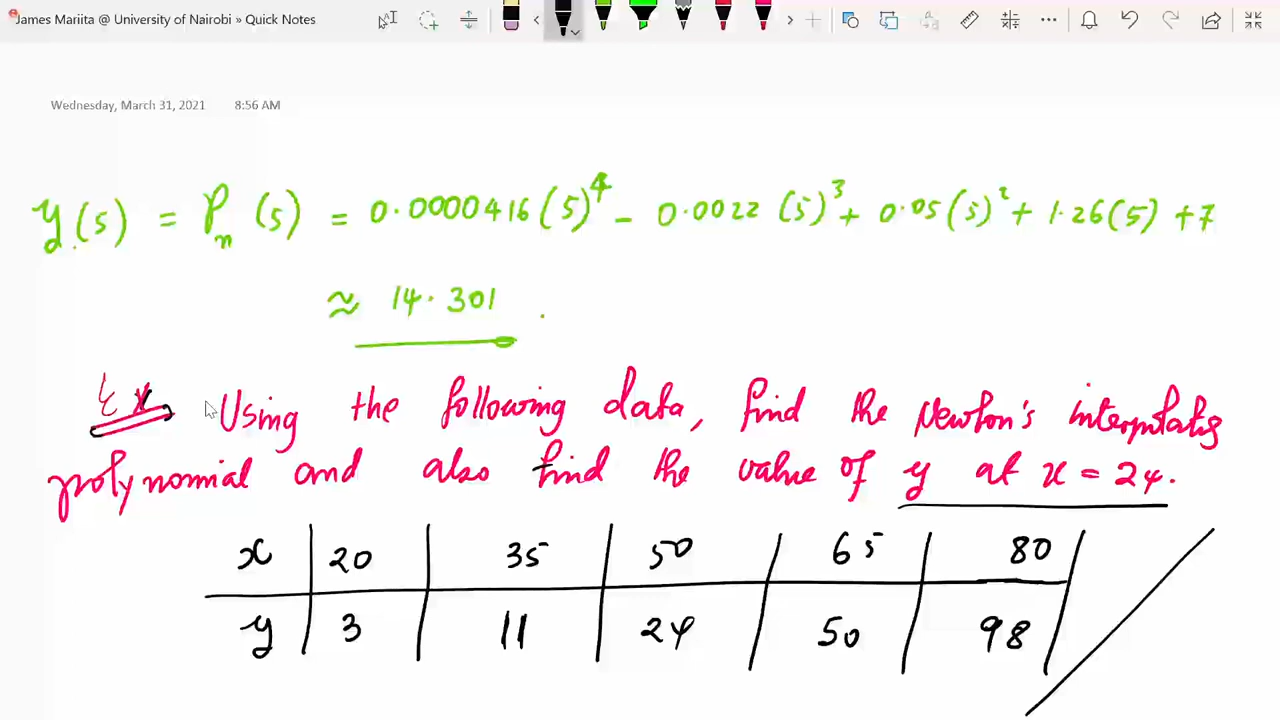 James Mariita @ University of Nairobi » Quick Notes
Wednesday, March 31, 2021 8:56 AM
y(5) = Pₙ(5) = 0.0000416(5)⁴ - 0.0022(5)³ + 0.05(5)² + 1.26(5) + 7
≈ 14.301.
Ex Using the following data, find the Newton's interpolating
polynomial and also find the value of y at x = 24.
x 20 35 50 65 80
y 3 11 24 50 98